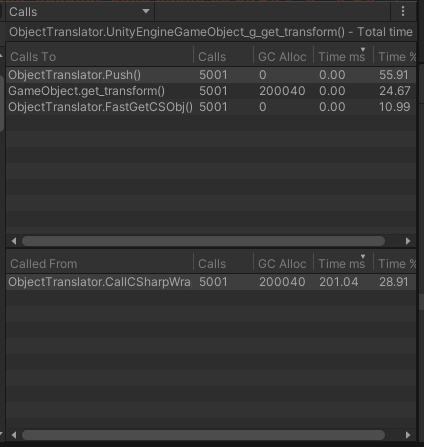 Calls
ObjectTranslator.UnityEngineGameObject_g_get_transform() - Total time
Calls To Calls GC Alloc Time ms Time %
ObjectTranslator.Push() 5001 0 0.00 55.91
GameObject.get_transform() 5001 200040 0.00 24.67
ObjectTranslator.FastGetCSObj() 5001 0 0.00 10.99
Called From Calls GC Alloc Time ms Time %
ObjectTranslator.CallCSharpWra 5001 200040 201.04 28.91